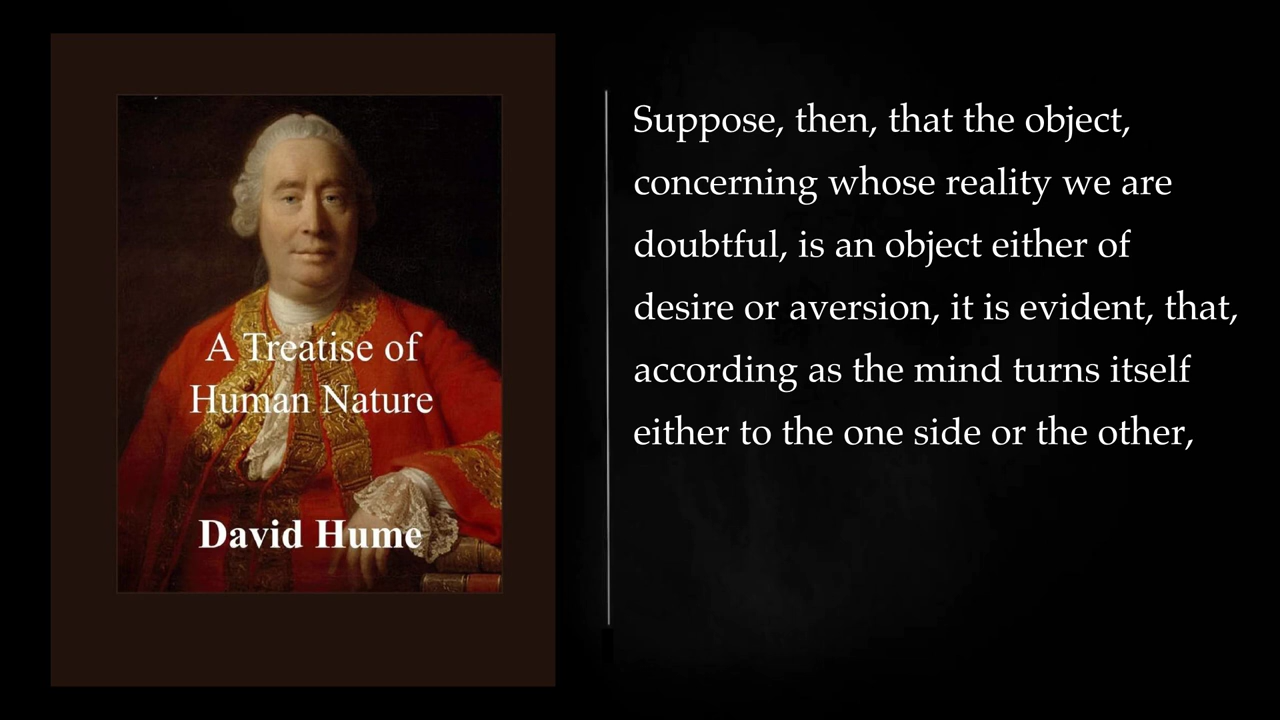 A Treatise of
Human Nature
David Hume
Suppose, then, that the object,
concerning whose reality we are
doubtful, is an object either of
desire or aversion, it is evident, that,
according as the mind turns itself
either to the one side or the other,